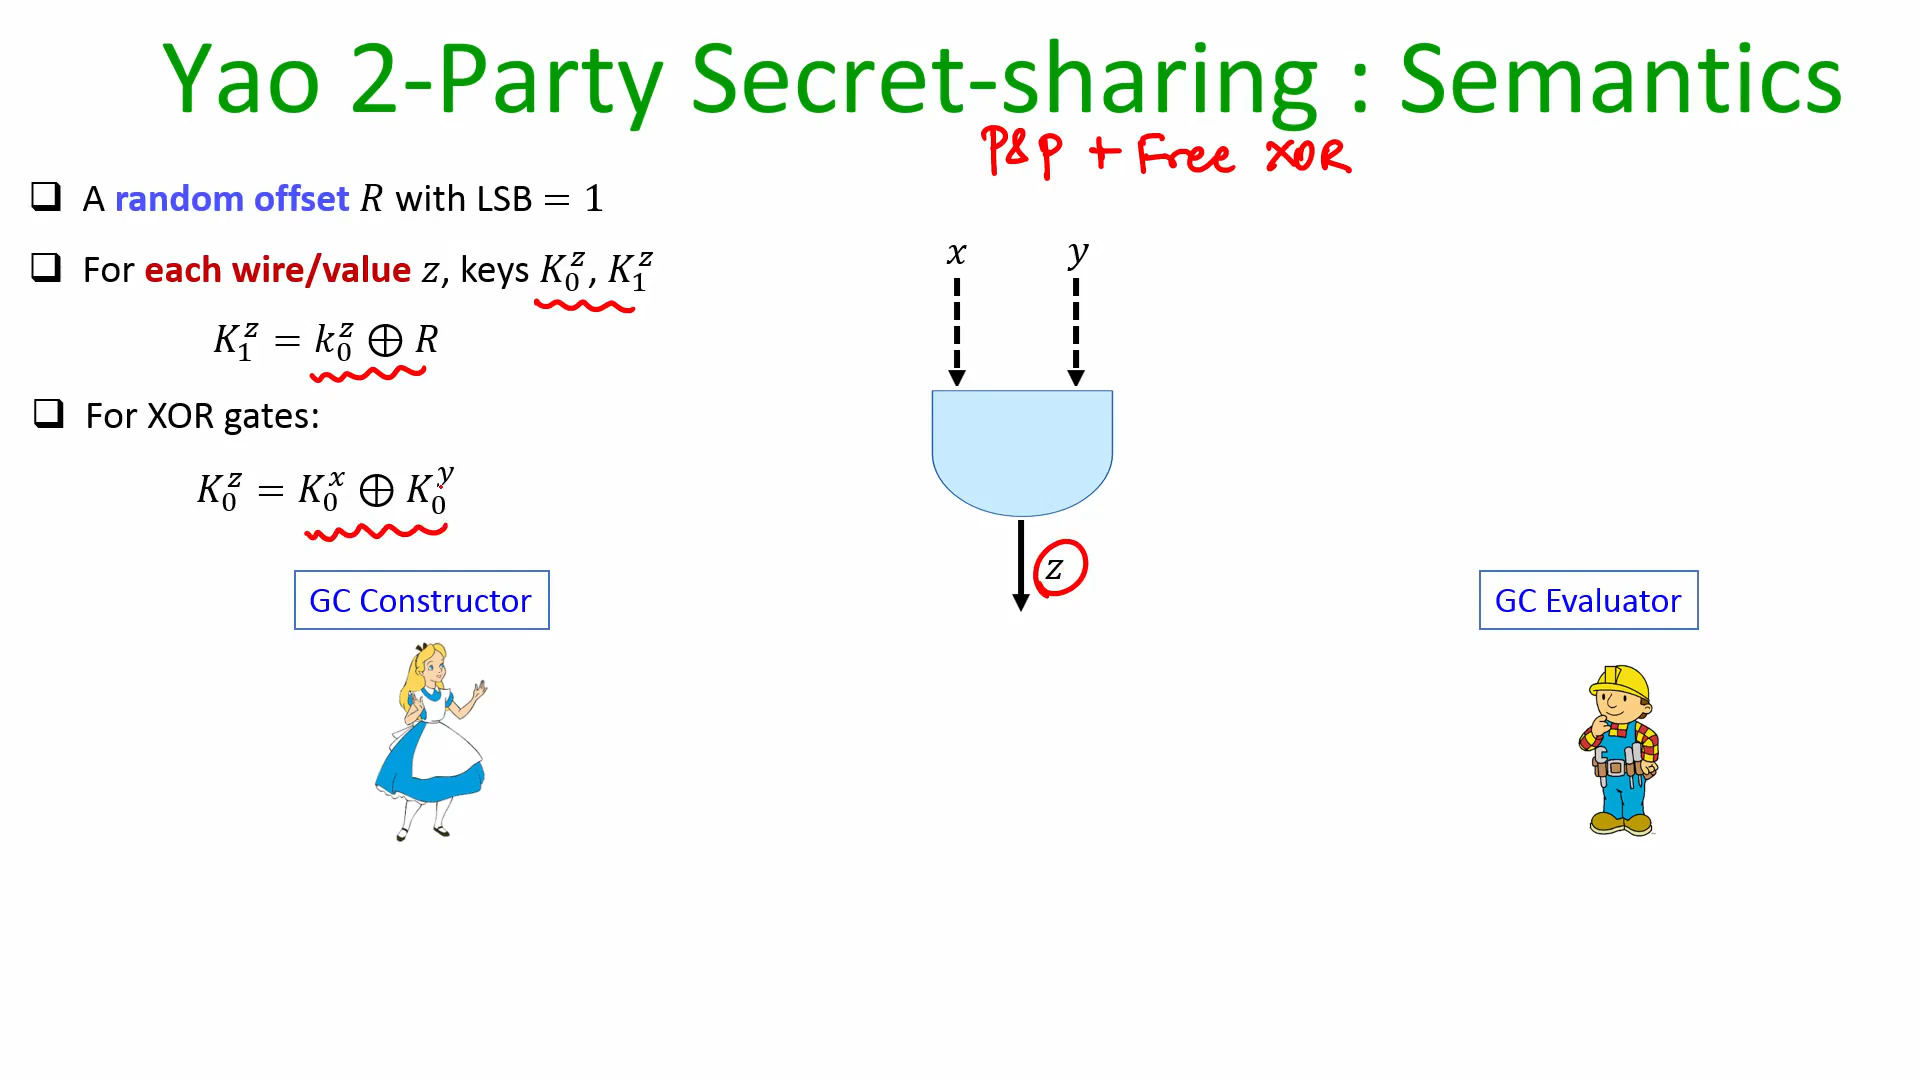 Yao 2-Party Secret-sharing : Semantics
P&P + Free XOR
❑ A random offset R with LSB = 1
❑ For each wire/value z, keys K₀ᶻ, K₁ᶻ
K₁ᶻ = k₀ᶻ ⊕ R
❑ For XOR gates:
K₀ᶻ = K₀ˣ ⊕ K₀ʸ
x y
z
GC Constructor
GC Evaluator